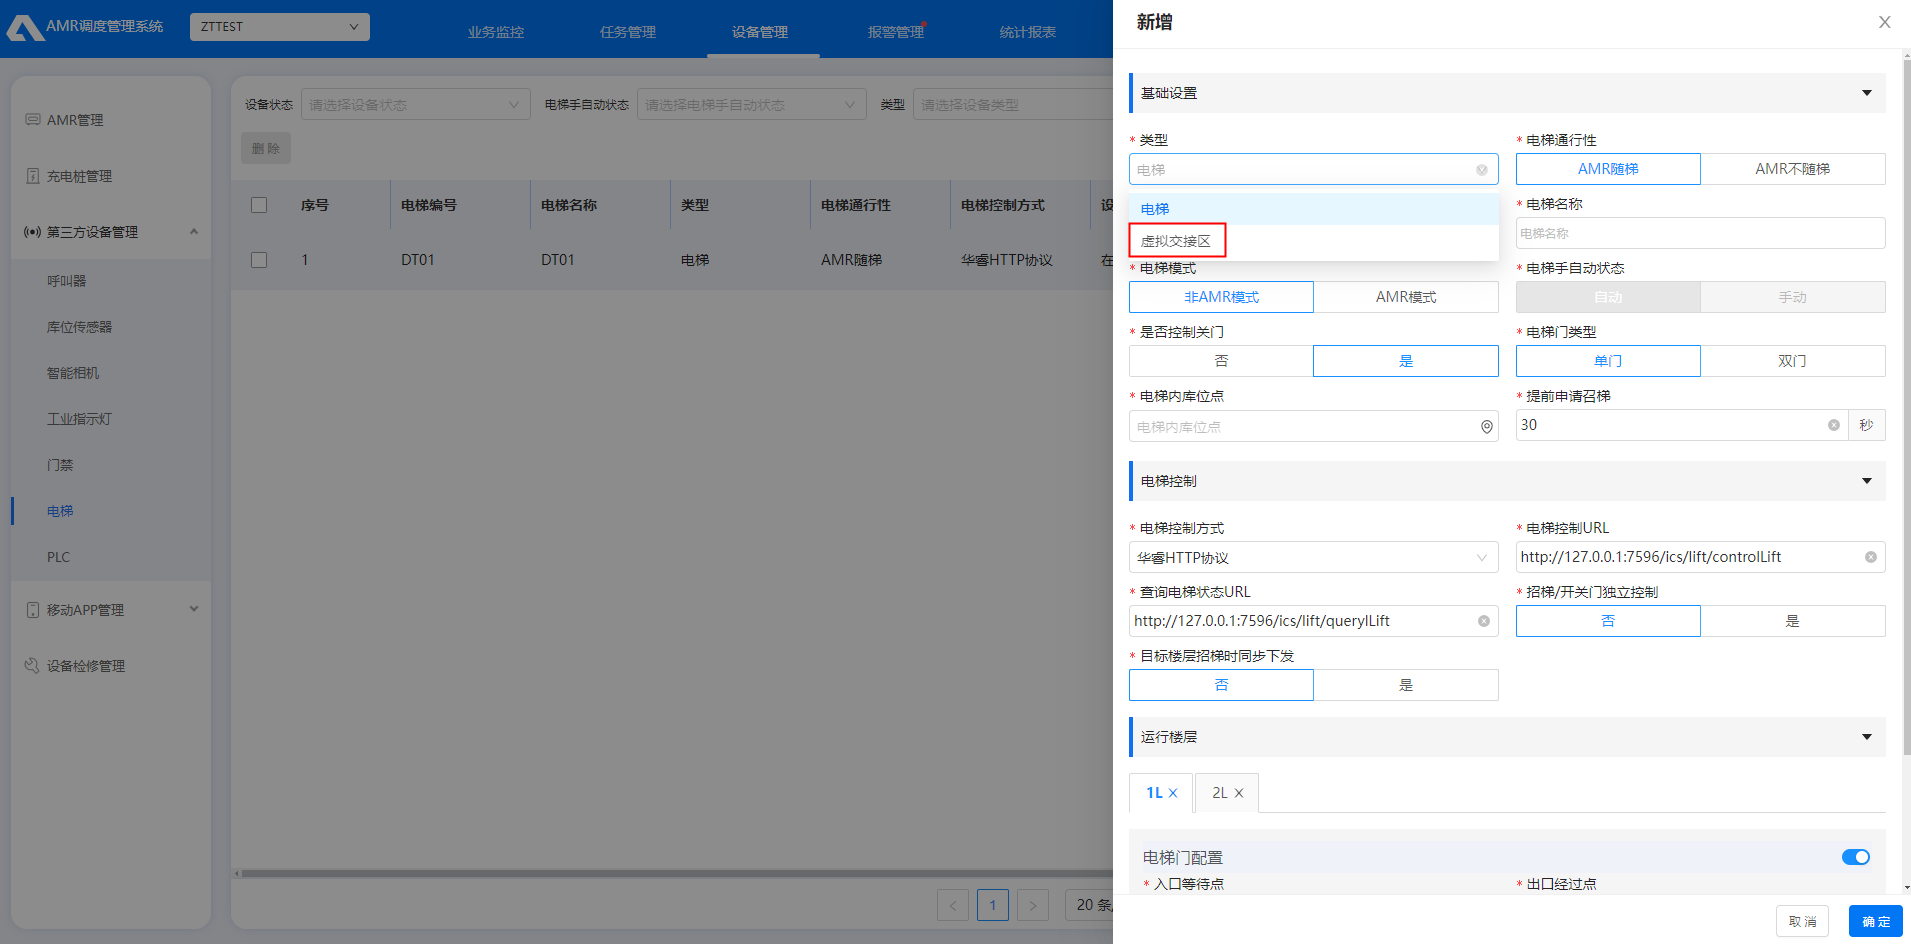 AMR调度管理系统
ZTTEST
业务监控
任务管理
设备管理
报警管理
统计报表
AMR管理
充电桩管理
第三方设备管理
呼叫器
库位传感器
智能相机
工业指示灯
门禁
电梯
PLC
移动APP管理
设备检修管理
设备状态 请选择设备状态
电梯手自动状态 请选择电梯手自动状态
类型 请选择设备类型
删 除
序号 电梯编号 电梯名称 类型 电梯通行性 电梯控制方式 设
1 DT01 DT01 电梯 AMR随梯 华睿HTTP协议 在
< 1 > 20 条
新增
基础设置
* 类型
电梯
电梯
虚拟交接区
* 电梯通行性
AMR随梯 AMR不随梯
* 电梯名称
电梯名称
* 电梯模式
非AMR模式 AMR模式
* 电梯手自动状态
自动 手动
* 是否控制关门
否 是
* 电梯门类型
单门 双门
* 电梯内库位点
电梯内库位点
* 提前申请召梯
30 秒
电梯控制
* 电梯控制方式
华睿HTTP协议
* 电梯控制URL
http://127.0.0.1:7596/ics/lift/controlLift
* 查询电梯状态URL
http://127.0.0.1:7596/ics/lift/querylLift
* 招梯/开关门独立控制
否 是
* 目标楼层招梯时同步下发
否 是
运行楼层
1L 2L
电梯门配置
* 入口等待点
* 出口经过点
取 消
确 定